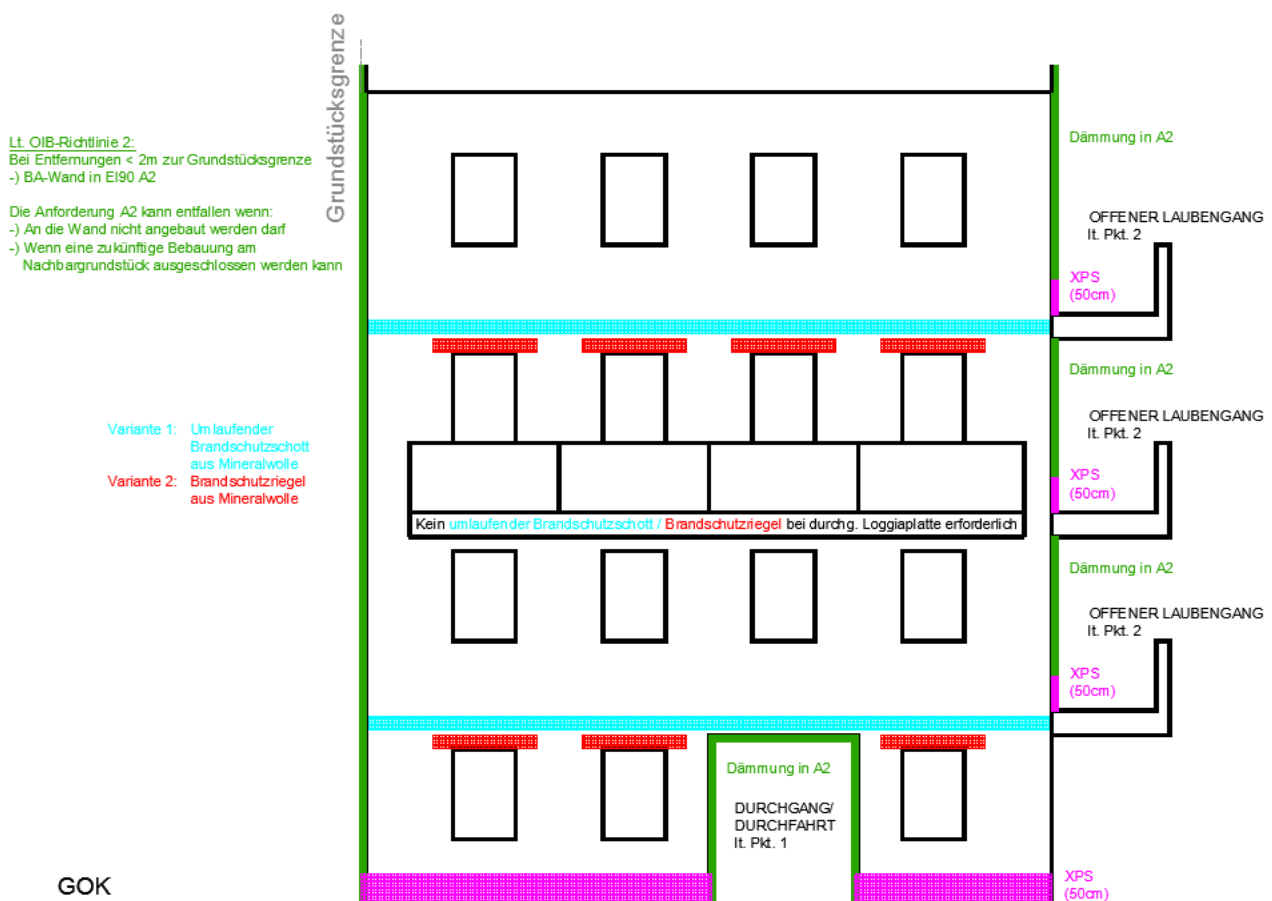 Grundstücksgrenze
Lt. OIB-Richtlinie 2:
Bei Entfernungen < 2m zur Grundstücksgrenze
-) BA-Wand in EI90 A2
Die Anforderung A2 kann entfallen wenn:
-) An die Wand nicht angebaut werden darf
-) Wenn eine zukünftige Bebauung am
Nachbargrundstück ausgeschlossen werden kann
Dämmung in A2
OFFENER LAUBENGANG
lt. Pkt. 2
XPS
(50cm)
Dämmung in A2
OFFENER LAUBENGANG
lt. Pkt. 2
XPS
(50cm)
Variante 1: Umlaufender
Brandschutzschott
aus Mineralwolle
Variante 2: Brandschutzriegel
aus Mineralwolle
Kein umlaufender Brandschutzschott / Brandschutzriegel bei durchg. Loggiaplatte erforderlich
Dämmung in A2
OFFENER LAUBENGANG
lt. Pkt. 2
XPS
(50cm)
Dämmung in A2
DURCHGANG/
DURCHFAHRT
lt. Pkt. 1
GOK
XPS
(50cm)